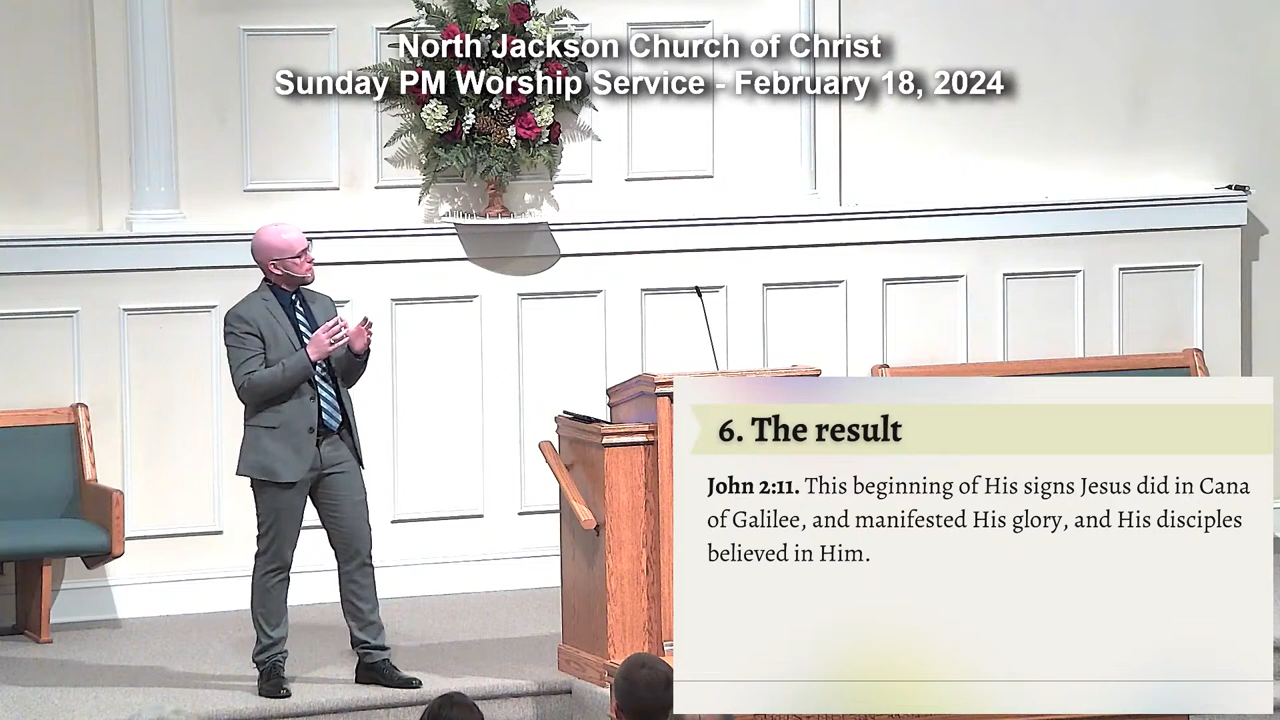 North Jackson Church of Christ
Sunday PM Worship Service - February 18, 2024
6. The result
John 2:11. This beginning of His signs Jesus did in Cana
of Galilee, and manifested His glory, and His disciples
believed in Him.